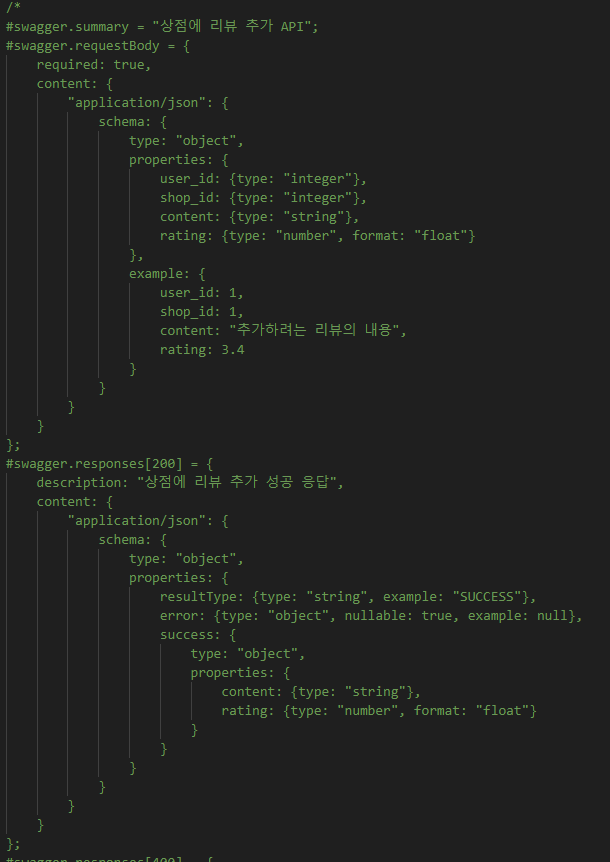 /*
#swagger.summary = "상점에 리뷰 추가 API";
#swagger.requestBody = {
    required: true,
    content: {
        "application/json": {
            schema: {
                type: "object",
                properties: {
                    user_id: {type: "integer"},
                    shop_id: {type: "integer"},
                    content: {type: "string"},
                    rating: {type: "number", format: "float"}
                },
                example: {
                    user_id: 1,
                    shop_id: 1,
                    content: "추가하려는 리뷰의 내용",
                    rating: 3.4
                }
            }
        }
    }
};
#swagger.responses[200] = {
    description: "상점에 리뷰 추가 성공 응답",
    content: {
        "application/json": {
            schema: {
                type: "object",
                properties: {
                    resultType: {type: "string", example: "SUCCESS"},
                    error: {type: "object", nullable: true, example: null},
                    success: {
                        type: "object",
                        properties: {
                            content: {type: "string"},
                            rating: {type: "number", format: "float"}
                        }
                    }
                }
            }
        }
    }
};
#swagger.responses[400] = {